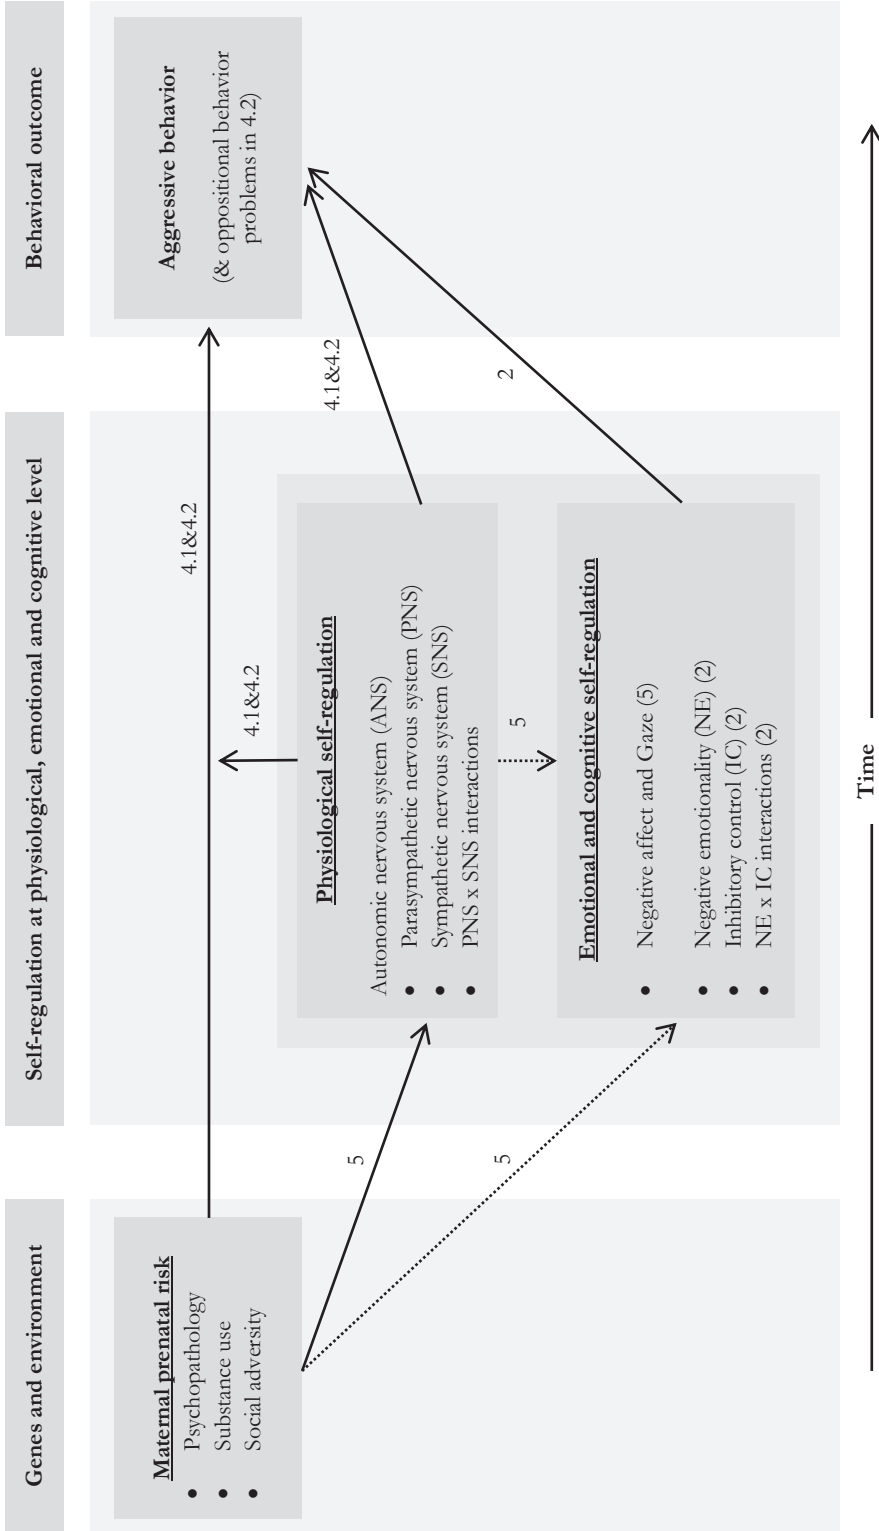 Genes and environment
Self-regulation at physiological, emotional and cognitive level
Behavioral outcome
Maternal prenatal risk
• Psychopathology
• Substance use
• Social adversity
4.1&4.2
4.1&4.2
5
5
Physiological self-regulation
Autonomic nervous system (ANS)
• Parasympathetic nervous system (PNS)
• Sympathetic nervous system (SNS)
• PNS x SNS interactions
5
Emotional and cognitive self-regulation
• Negative affect and Gaze (5)
• Negative emotionality (NE) (2)
• Inhibitory control (IC) (2)
• NE x IC interactions (2)
4.1&4.2
2
Aggressive behavior
(& oppositional behavior
problems in 4.2)
Time